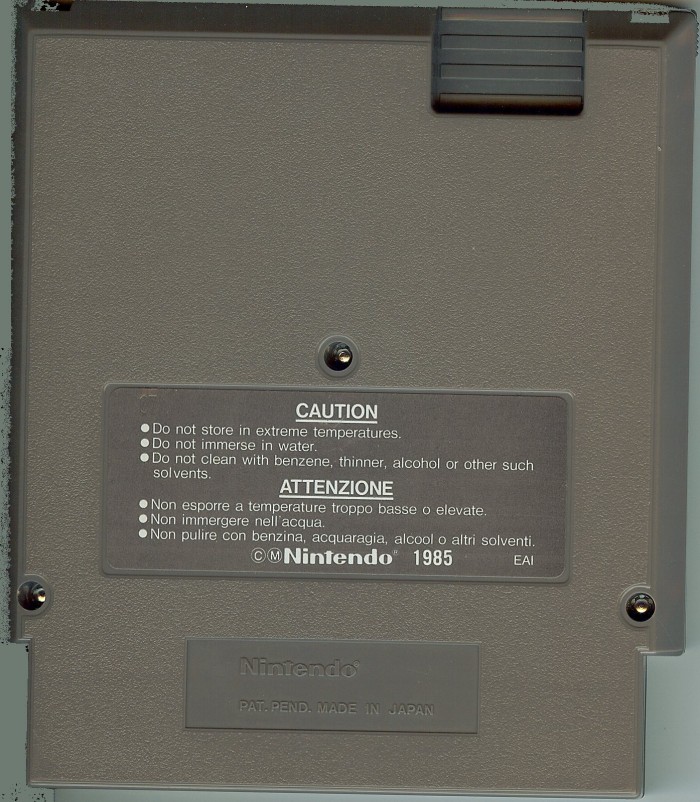 CAUTION
●Do not store in extreme temperatures.
●Do not immerse in water.
●Do not clean with benzene, thinner, alcohol or other such
solvents.
ATTENZIONE
●Non esporre a temperature troppo basse o elevate.
●Non immergere nell'acqua.
●Non pulire con benzina, acquaragia, alcool o altri solventi.
©Ⓜ Nintendo® 1985 EAI
Nintendo®
PAT. PEND. MADE IN JAPAN